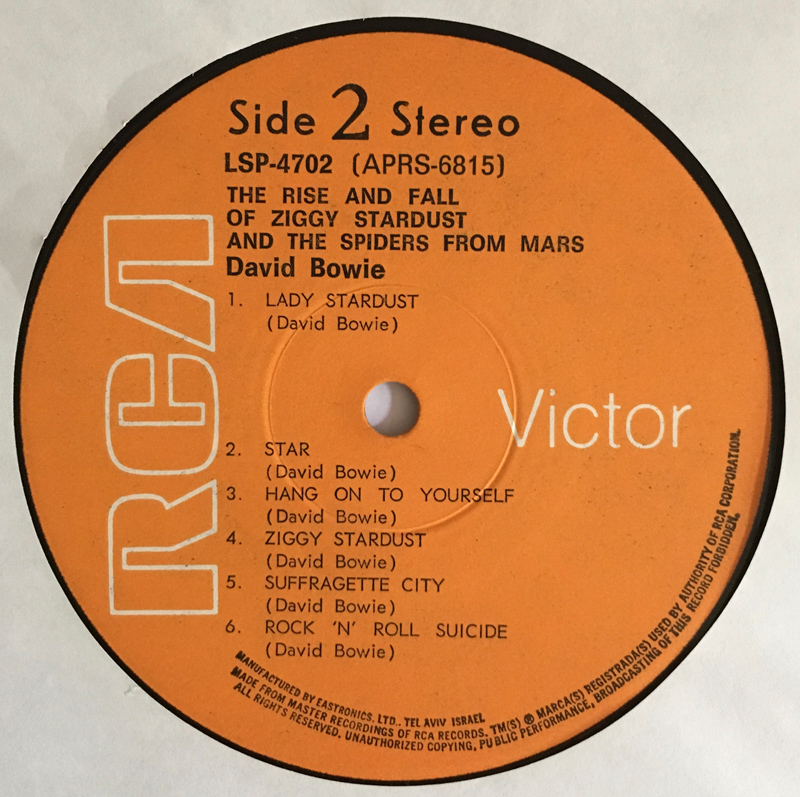 Side 2 Stereo
LSP-4702 (APRS-6815)
THE RISE AND FALL
OF ZIGGY STARDUST
AND THE SPIDERS FROM MARS
David Bowie
1. LADY STARDUST
(David Bowie)
RCA
Victor
2. STAR
(David Bowie)
3. HANG ON TO YOURSELF
(David Bowie)
4. ZIGGY STARDUST
(David Bowie)
5. SUFFRAGETTE CITY
(David Bowie)
6. ROCK 'N' ROLL SUICIDE
(David Bowie)
MANUFACTURED BY EASTRONICS. LTD.. TEL AVIV ISRAEL
MADE FROM MASTER RECORDINGS OF RCA RECORDS. TM(S) ® MARCA(S) REGISTRADA(S) USED BY AUTHORITY OF RCA CORPORATION.
ALL RIGHTS RESERVED, UNAUTHORIZED COPYING, PUBLIC PERFORMANCE, BROADCASTING OF THIS RECORD FORBIDDEN.